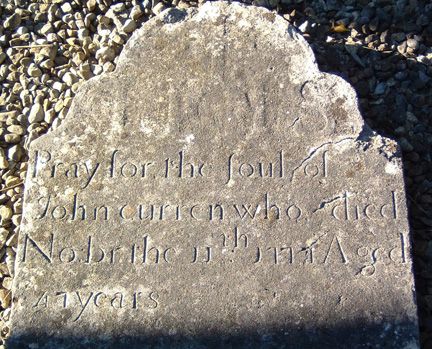 IHS
Pray for the soul of
John curren who died
Nobr the 11th Aged
47 years